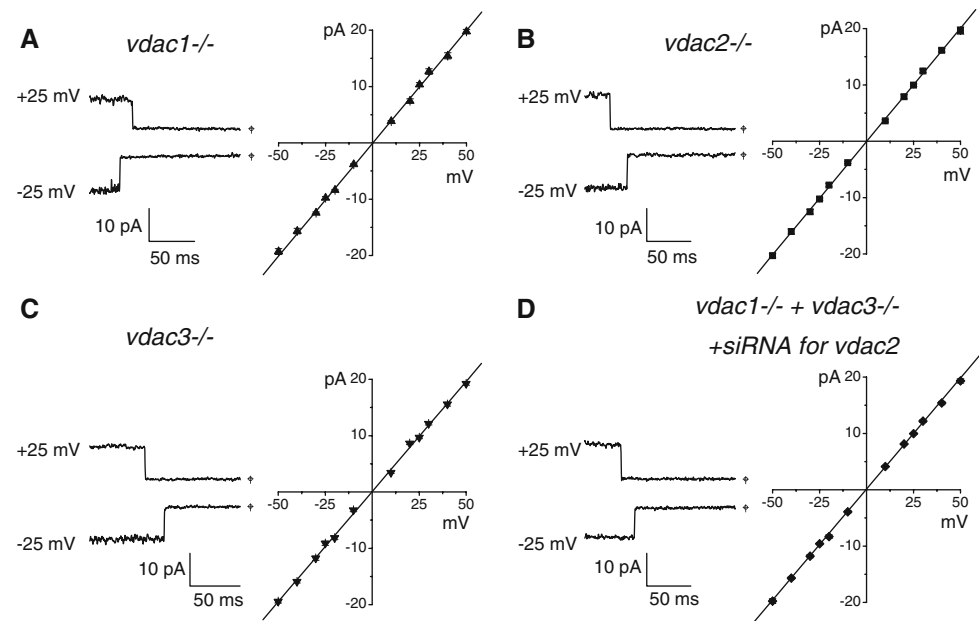 A
vdac1-/-
+25 mV
ϕ
ϕ
-25 mV
10 pA
50 ms
pA
20
10
-50
-25
25
50
mV
-10
-20
B
vdac2-/-
+25 mV
ϕ
ϕ
-25 mV
10 pA
50 ms
pA
20
10
-50
-25
25
50
mV
-10
-20
C
vdac3-/-
+25 mV
ϕ
ϕ
-25 mV
10 pA
50 ms
pA
20
10
-50
-25
25
50
mV
-10
-20
D
vdac1-/- + vdac3-/-
+siRNA for vdac2
+25 mV
ϕ
ϕ
-25 mV
10 pA
50 ms
pA
20
10
-50
-25
25
50
mV
-10
-20